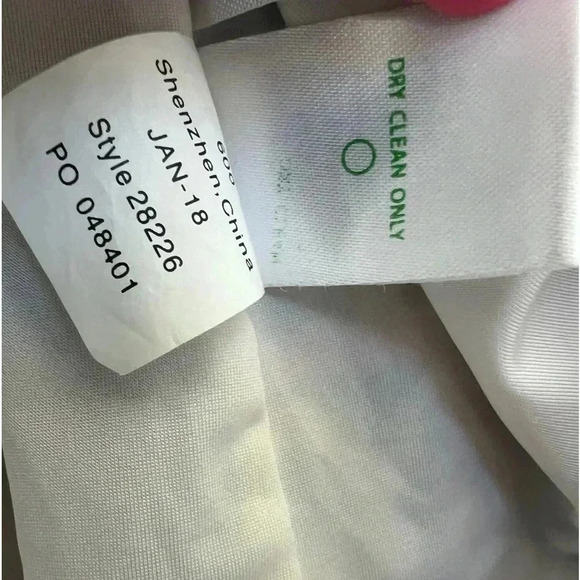 Shenzhen, China
JAN-18
Style 28226
PO 048401
DRY CLEAN ONLY